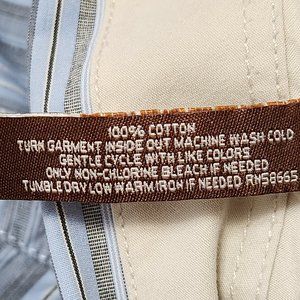 100% COTTON
TURN GARMENT INSIDE OUT MACHINE WASH COLD
GENTLE CYCLE WITH LIKE COLORS
ONLY NON-CHLORINE BLEACH IF NEEDED
TUMBLE DRY LOW WARM IRON IF NEEDED RN58665